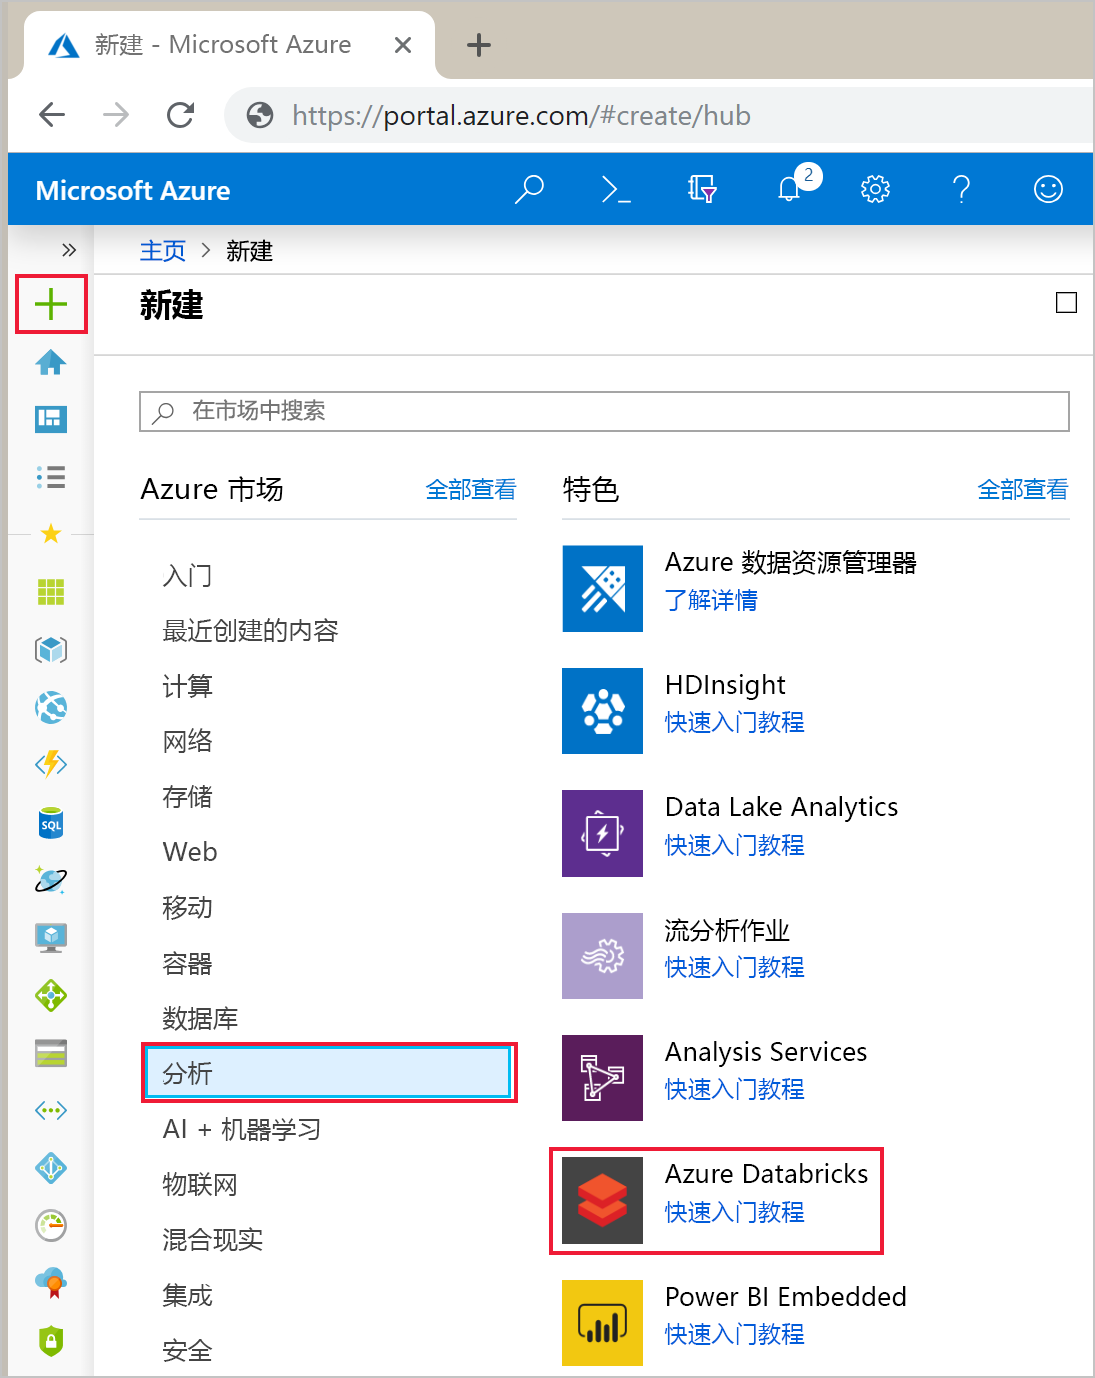 新建 - Microsoft Azure
https://portal.azure.com/#create/hub
Microsoft Azure
2
主页 > 新建
新建
在市场中搜索
Azure 市场
全部查看
入门
最近创建的内容
计算
网络
存储
Web
移动
容器
数据库
分析
AI + 机器学习
物联网
混合现实
集成
安全
特色
全部查看
Azure 数据资源管理器
了解详情
HDInsight
快速入门教程
Data Lake Analytics
快速入门教程
流分析作业
快速入门教程
Analysis Services
快速入门教程
Azure Databricks
快速入门教程
Power BI Embedded
快速入门教程
SQL